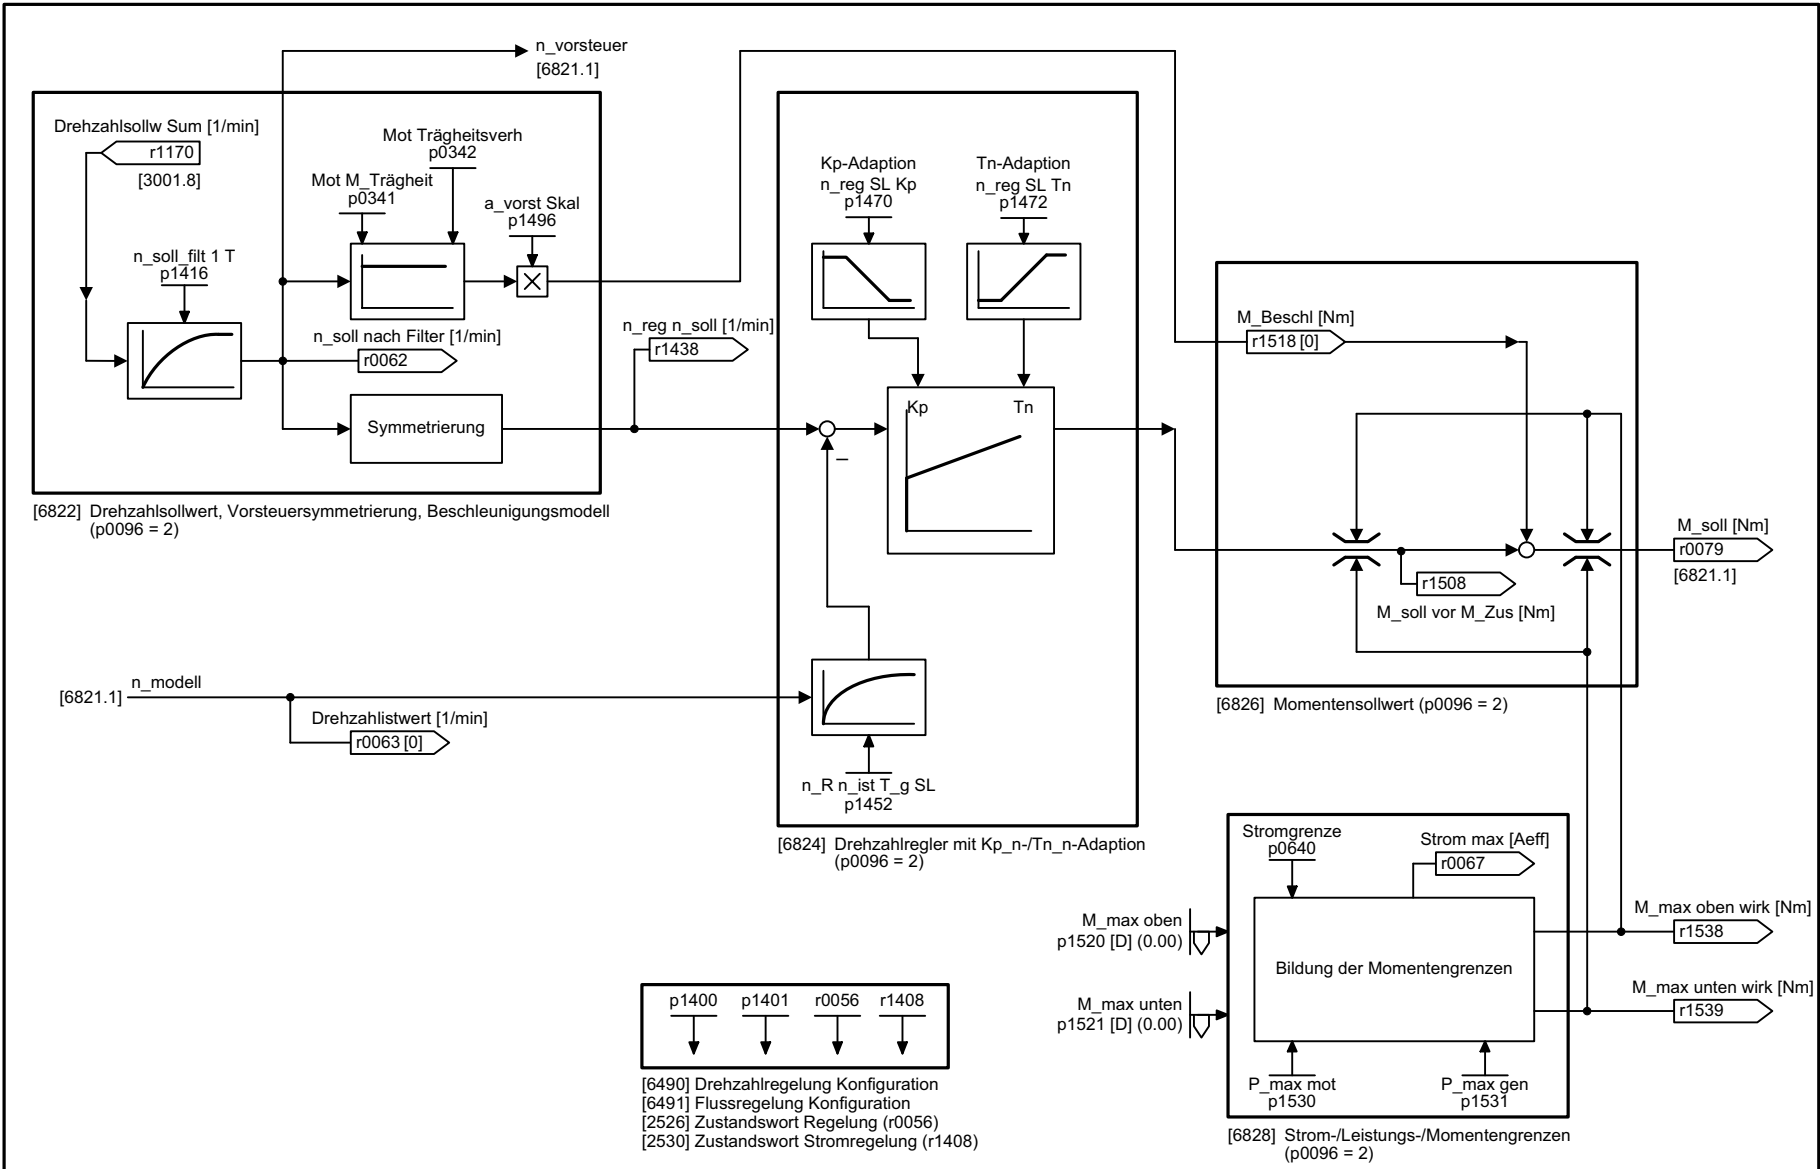 n_vorsteuer
[6821.1]
Drehzahlsollw Sum [1/min]
r1170
[3001.8]
Mot Trägheitsverh
p0342
Mot M_Trägheit
p0341
a_vorst Skal
p1496
n_soll_filt 1 T
p1416
n_soll nach Filter [1/min]
r0062
Symmetrierung
[6822] Drehzahlsollwert, Vorsteuersymmetrierung, Beschleunigungsmodell
(p0096 = 2)
n_reg n_soll [1/min]
r1438
Kp-Adaption
n_reg SL Kp
p1470
Tn-Adaption
n_reg SL Tn
p1472
Kp
Tn
–
[6821.1]
n_modell
Drehzahlistwert [1/min]
r0063 [0]
n_R n_ist T_g SL
p1452
[6824] Drehzahlregler mit Kp_n-/Tn_n-Adaption
(p0096 = 2)
M_Beschl [Nm]
r1518 [0]
r1508
M_soll vor M_Zus [Nm]
M_soll [Nm]
r0079
[6821.1]
[6826] Momentensollwert (p0096 = 2)
Stromgrenze
p0640
Strom max [Aeff]
r0067
M_max oben
p1520 [D] (0.00)
M_max unten
p1521 [D] (0.00)
Bildung der Momentengrenzen
M_max oben wirk [Nm]
r1538
M_max unten wirk [Nm]
r1539
P_max mot
p1530
P_max gen
p1531
[6828] Strom-/Leistungs-/Momentengrenzen
(p0096 = 2)
p1400 p1401 r0056 r1408
[6490] Drehzahlregelung Konfiguration
[6491] Flussregelung Konfiguration
[2526] Zustandswort Regelung (r0056)
[2530] Zustandswort Stromregelung (r1408)